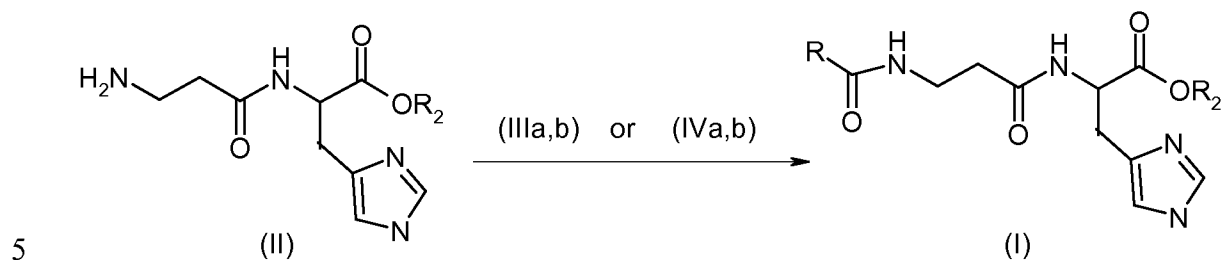 H₂N O H N O OR₂ N N
(IIIa,b) or (IVa,b)
R O H N O H N O OR₂ N N
5 (II) (I)